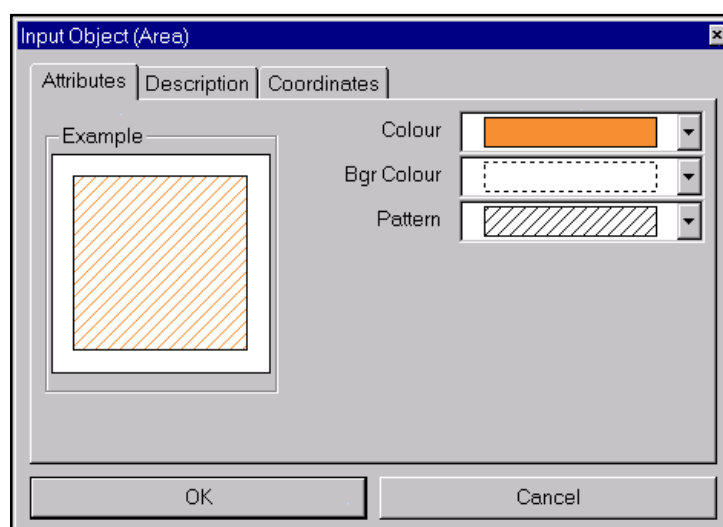 Input Object (Area)
Attributes Description Coordinates
Example
Colour
Bgr Colour
Pattern
OK Cancel